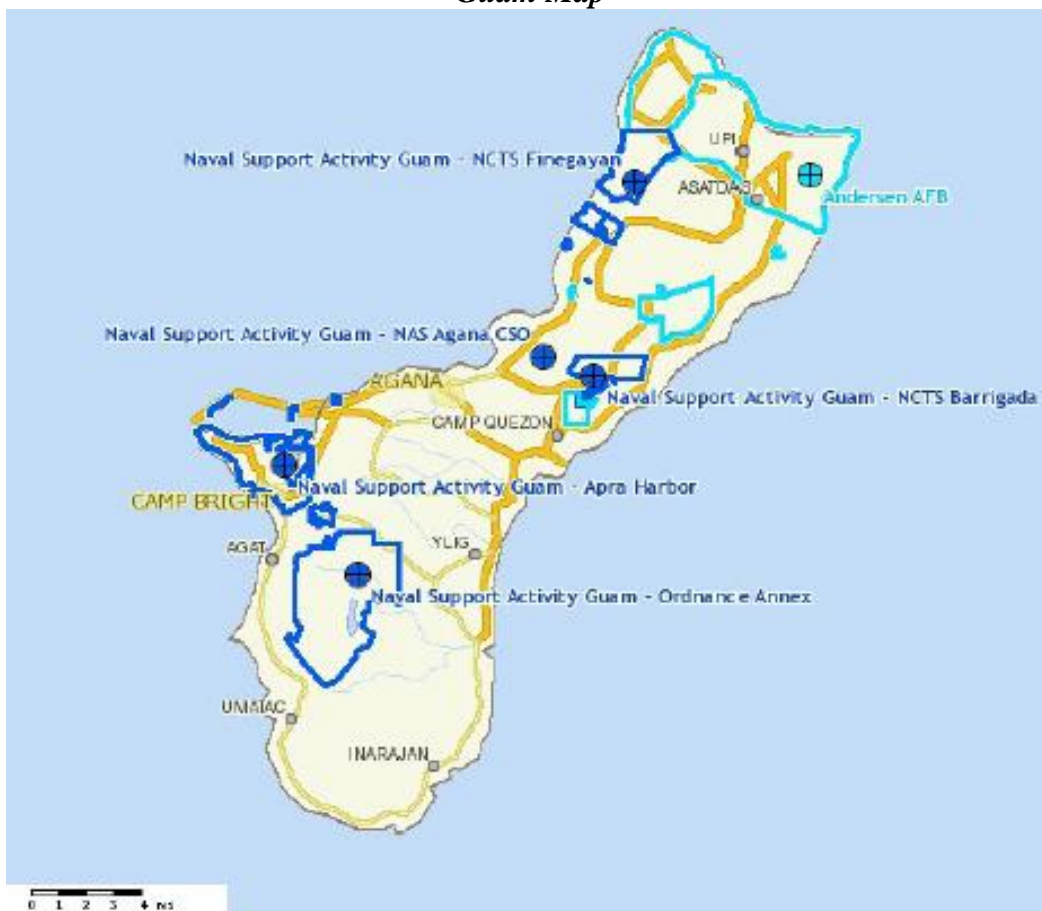 Guam Map
UPI
Naval Support Activity Guam - NCTS Finegayan
ASATDAS
Andersen AFB
Naval Support Activity Guam - NAS Agana CSO
AGANA
Naval Support Activity Guam - NCTS Barrigada
CAMP QUEZON
Naval Support Activity Guam - Apra Harbor
CAMP BRIGHT
YLIG
AGAT
Naval Support Activity Guam - Ordnance Annex
UMATAC
INARAJAN
0 1 2 3 4 mi